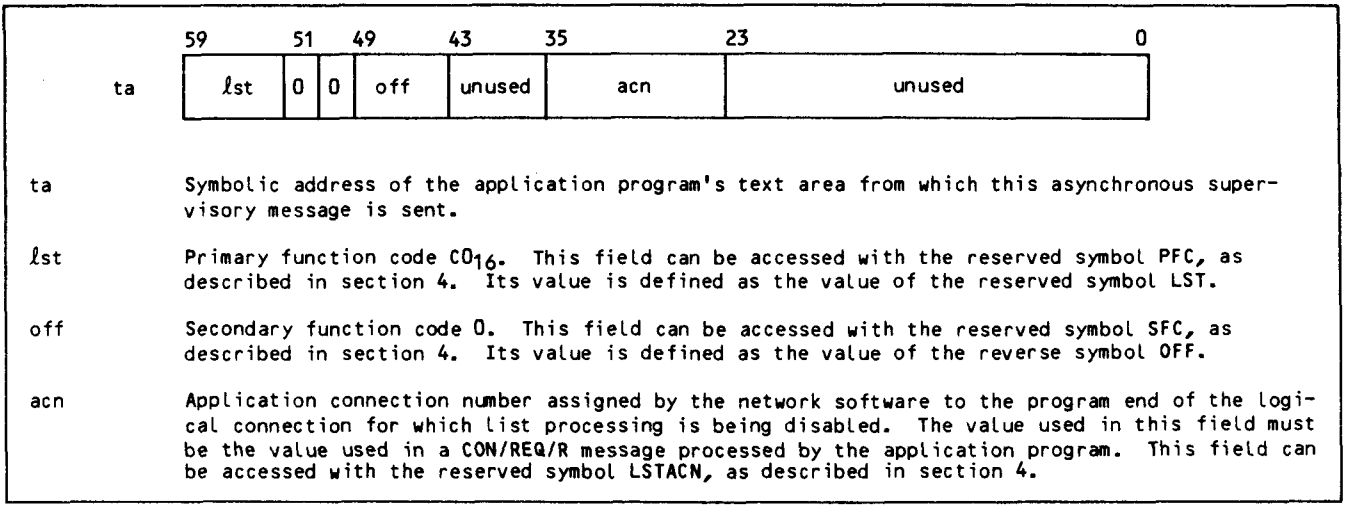 59 51 49 43 35 23 0
ta ℓst 0 0 off unused acn unused
ta Symbolic address of the application program's text area from which this asynchronous super-
visory message is sent.
ℓst Primary function code C0₁₆. This field can be accessed with the reserved symbol PFC, as
described in section 4. Its value is defined as the value of the reserved symbol LST.
off Secondary function code 0. This field can be accessed with the reserved symbol SFC, as
described in section 4. Its value is defined as the value of the reverse symbol OFF.
acn Application connection number assigned by the network software to the program end of the logi-
cal connection for which list processing is being disabled. The value used in this field must
be the value used in a CON/REQ/R message processed by the application program. This field can
be accessed with the reserved symbol LSTACN, as described in section 4.